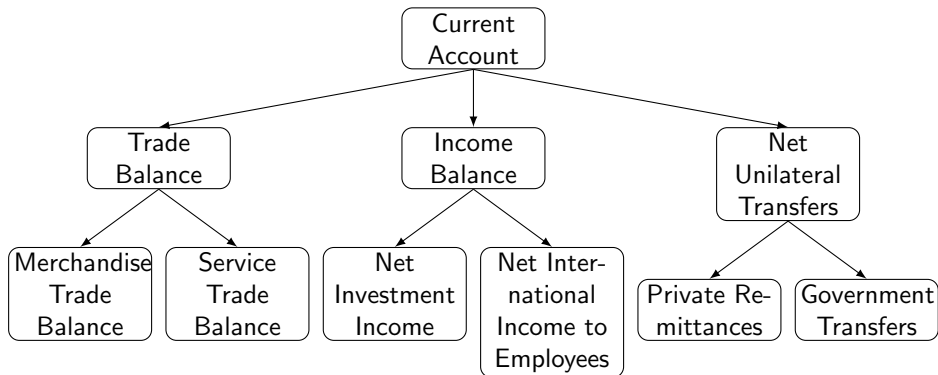 Current
Account
Trade
Balance
Income
Balance
Net
Unilateral
Transfers
Merchandise
Trade
Balance
Service
Trade
Balance
Net
Investment
Income
Net Inter-
national
Income to
Employees
Private Re-
mittances
Government
Transfers